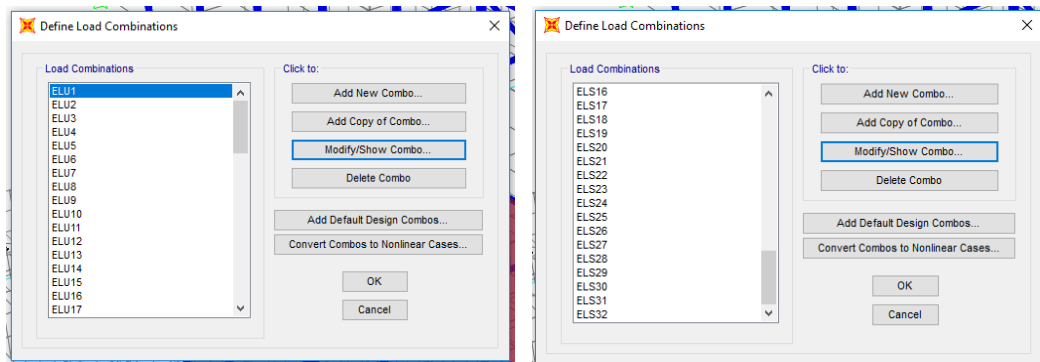 Define Load Combinations
Load Combinations
ELU1
ELU2
ELU3
ELU4
ELU5
ELU6
ELU7
ELU8
ELU9
ELU10
ELU11
ELU12
ELU13
ELU14
ELU15
ELU16
ELU17
Click to:
Add New Combo...
Add Copy of Combo...
Modify/Show Combo...
Delete Combo
Add Default Design Combos...
Convert Combos to Nonlinear Cases...
OK
Cancel
Define Load Combinations
Load Combinations
ELS16
ELS17
ELS18
ELS19
ELS20
ELS21
ELS22
ELS23
ELS24
ELS25
ELS26
ELS27
ELS28
ELS29
ELS30
ELS31
ELS32
Click to:
Add New Combo...
Add Copy of Combo...
Modify/Show Combo...
Delete Combo
Add Default Design Combos...
Convert Combos to Nonlinear Cases...
OK
Cancel